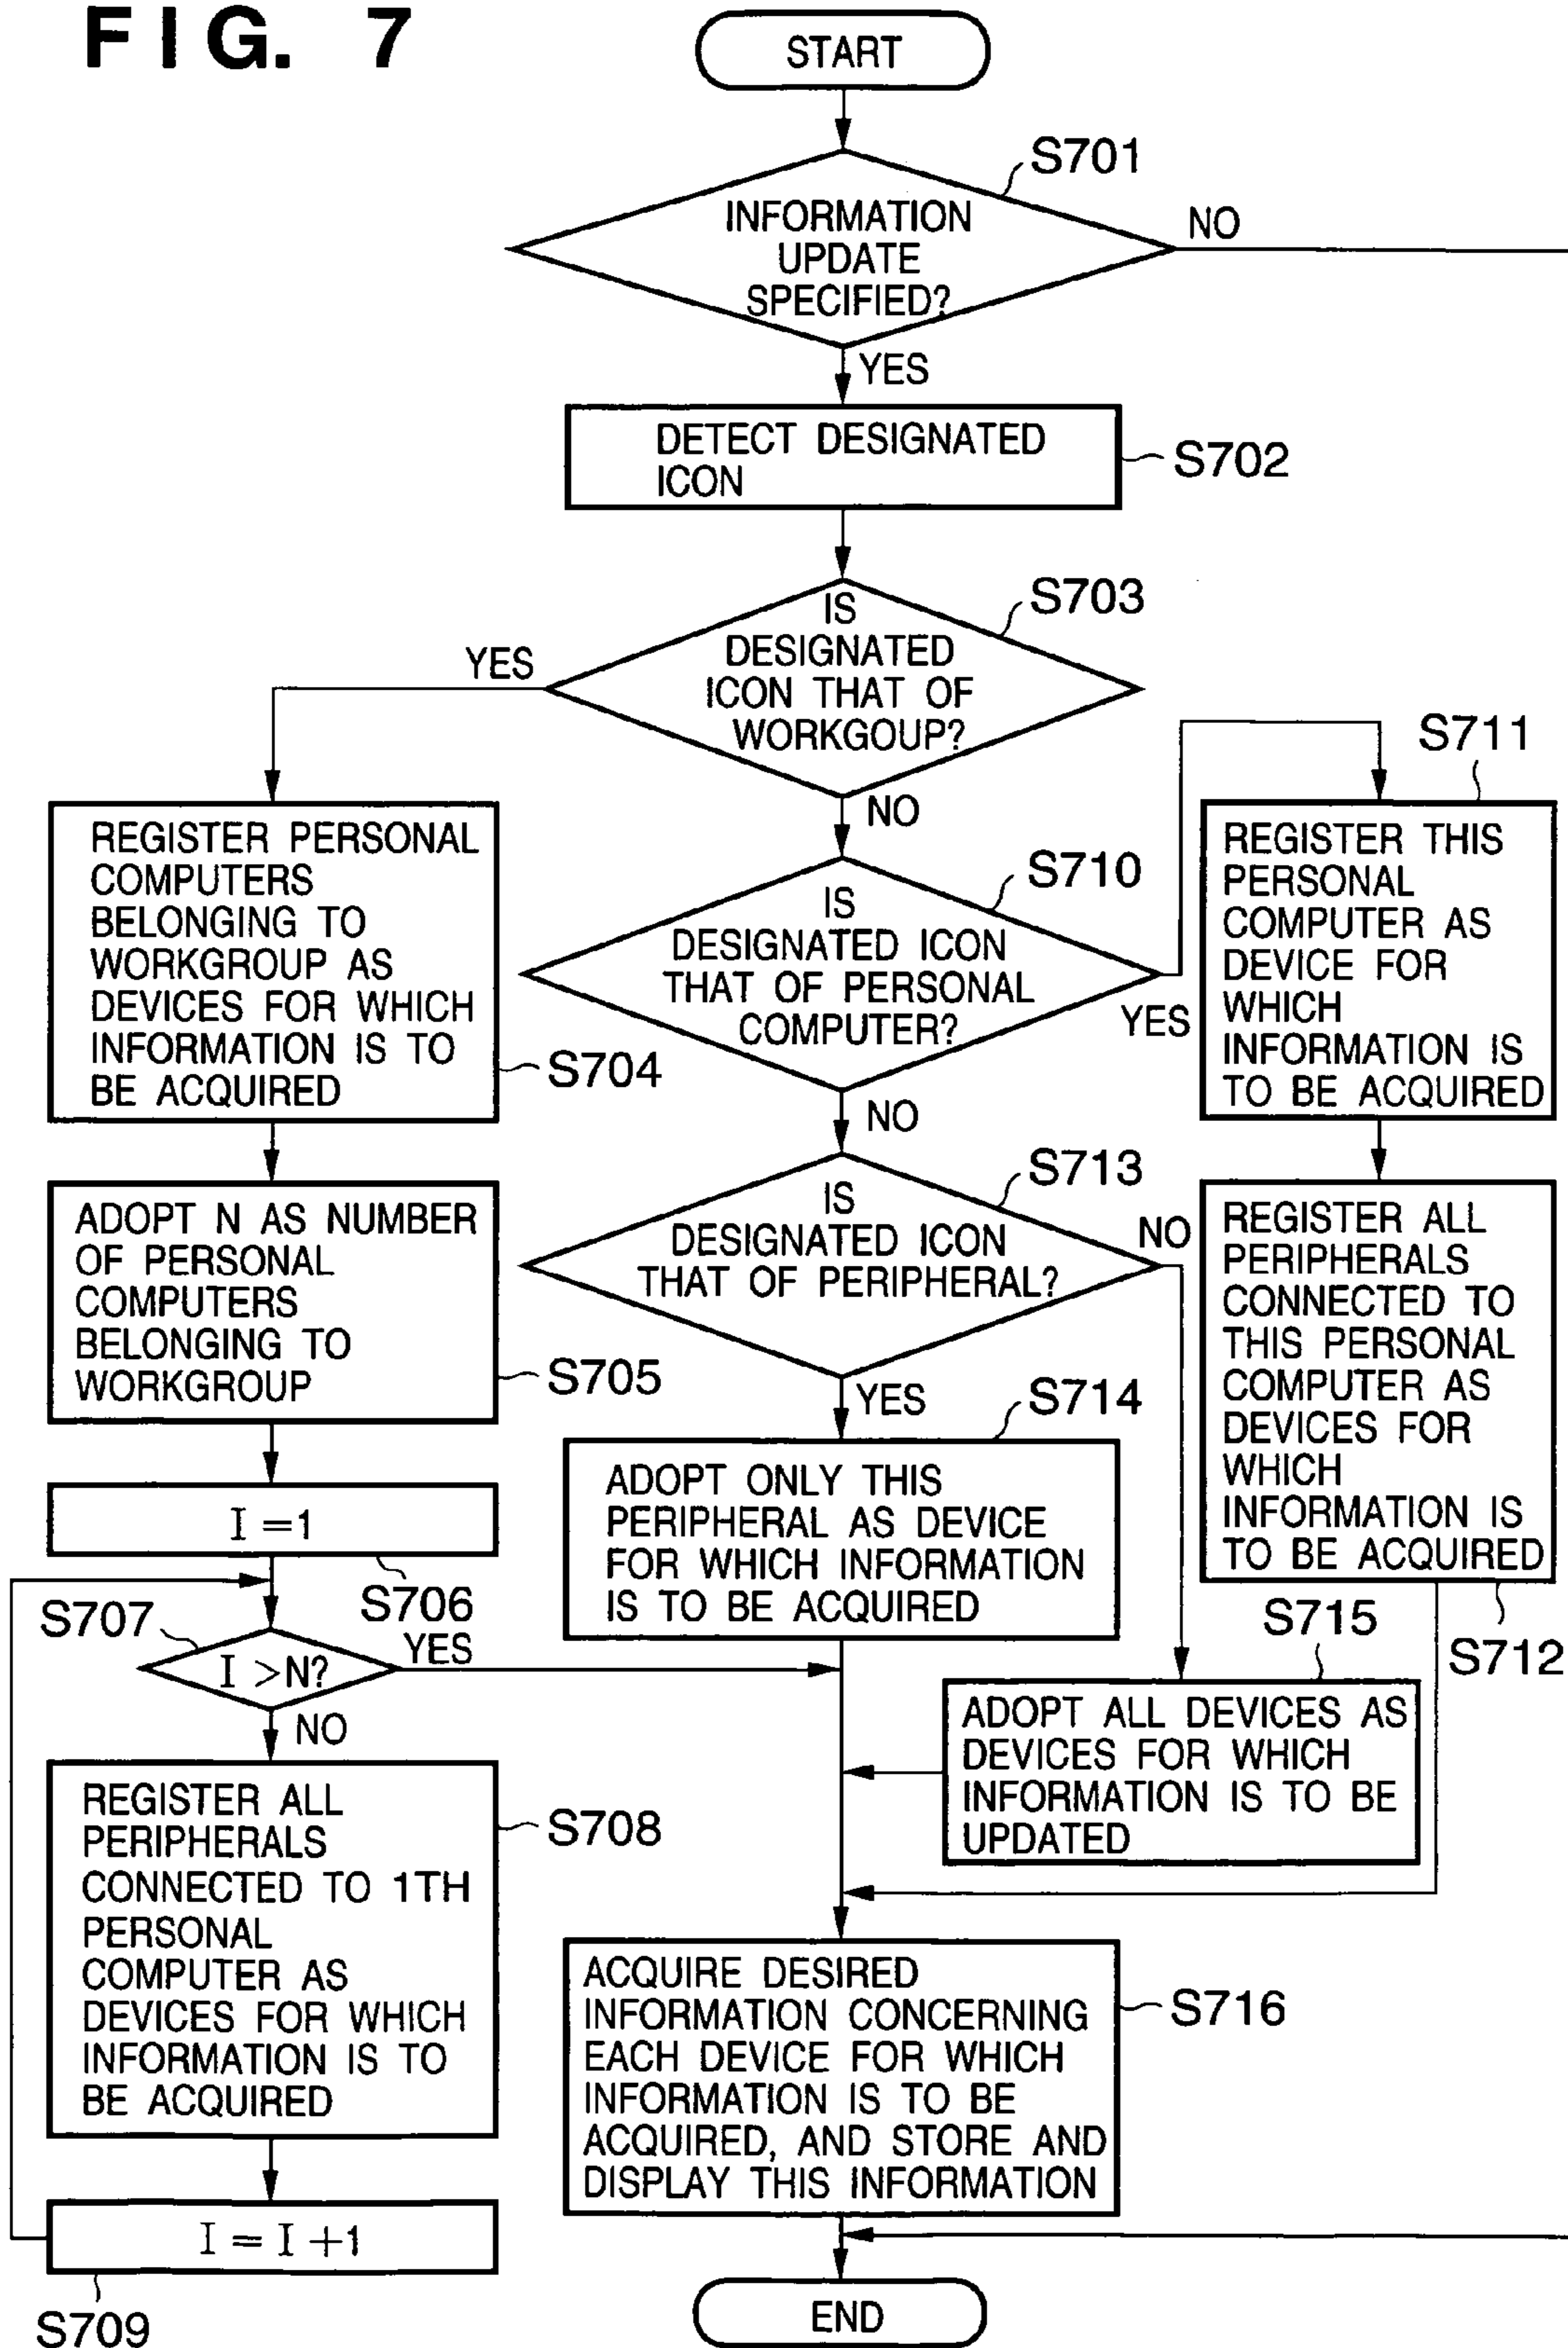 FIG. 7
START
S701
INFORMATION
UPDATE
SPECIFIED?
NO
YES
DETECT DESIGNATED
ICON
S702
S703
IS
DESIGNATED
ICON THAT OF
WORKGOUP?
YES
NO
REGISTER PERSONAL
COMPUTERS
BELONGING TO
WORKGROUP AS
DEVICES FOR WHICH
INFORMATION IS TO
BE ACQUIRED
S704
ADOPT N AS NUMBER
OF PERSONAL
COMPUTERS
BELONGING TO
WORKGROUP
S705
I =1
S706
S707
I >N?
YES
NO
REGISTER ALL
PERIPHERALS
CONNECTED TO 1TH
PERSONAL
COMPUTER AS
DEVICES FOR WHICH
INFORMATION IS TO
BE ACQUIRED
S708
I = I +1
S709
S710
IS
DESIGNATED ICON
THAT OF PERSONAL
COMPUTER?
YES
NO
S711
REGISTER THIS
PERSONAL
COMPUTER AS
DEVICE FOR
WHICH
INFORMATION IS
TO BE ACQUIRED
REGISTER ALL
PERIPHERALS
CONNECTED TO
THIS PERSONAL
COMPUTER AS
DEVICES FOR
WHICH
INFORMATION IS
TO BE ACQUIRED
S712
S713
IS
DESIGNATED ICON
THAT OF PERIPHERAL?
NO
YES
S714
ADOPT ONLY THIS
PERIPHERAL AS DEVICE
FOR WHICH INFORMATION
IS TO BE ACQUIRED
S715
ADOPT ALL DEVICES AS
DEVICES FOR WHICH
INFORMATION IS TO BE
UPDATED
ACQUIRE DESIRED
INFORMATION CONCERNING
EACH DEVICE FOR WHICH
INFORMATION IS TO BE
ACQUIRED, AND STORE AND
DISPLAY THIS INFORMATION
S716
END